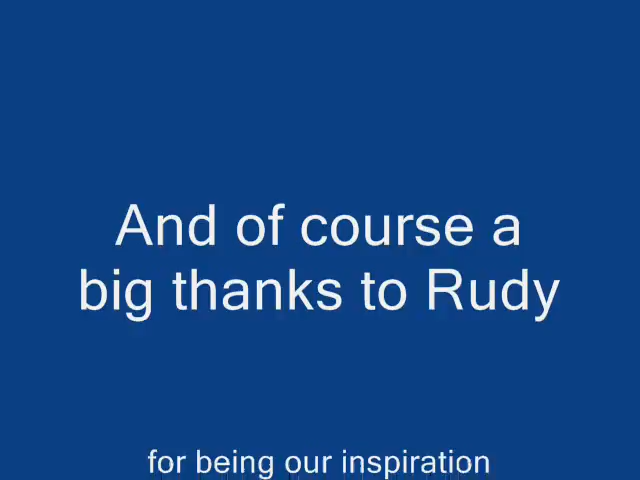 And of course a
big thanks to Rudy
for being our inspiration